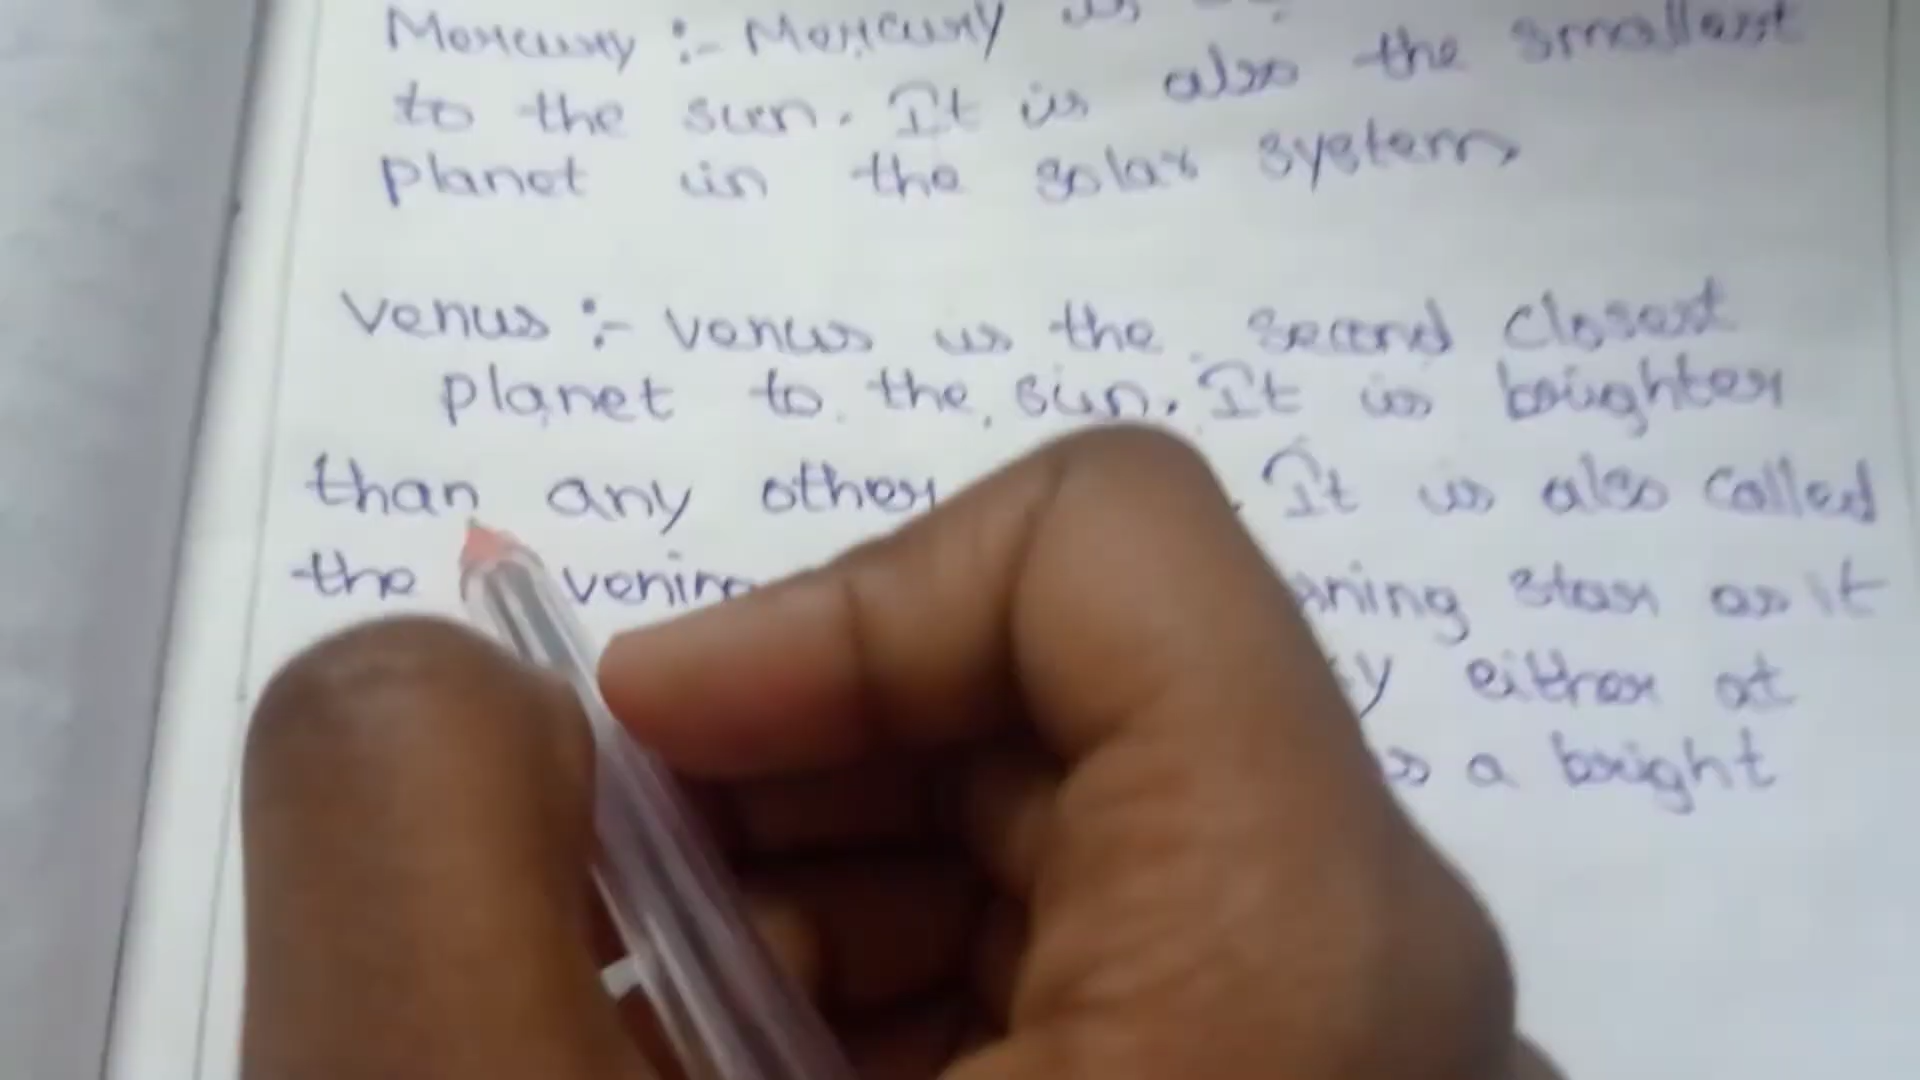 Mercury :- Mercury is
to the sun. It is also the smallest
planet in the solar system
Venus :- Venus is the second closest
planet to the sun. It is brighter
than any other . It is also called
the star as it
either at
a bright